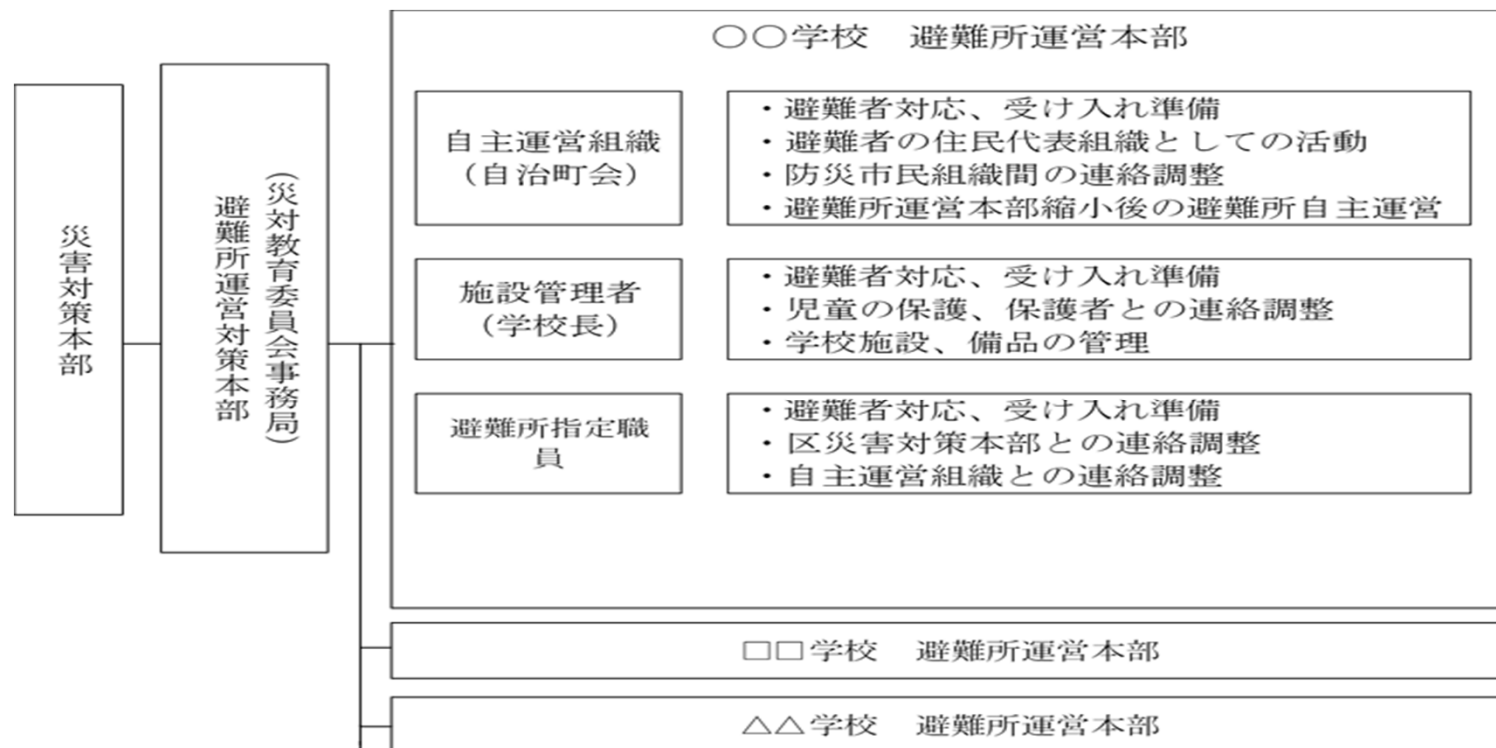 災害対策本部
(災対教育委員会事務局)
避難所運営対策本部
○○学校　避難所運営本部
自主運営組織
(自治町会)
・避難者対応、受け入れ準備
・避難者の住民代表組織としての活動
・防災市民組織間の連絡調整
・避難所運営本部縮小後の避難所自主運営
施設管理者
(学校長)
・避難者対応、受け入れ準備
・児童の保護、保護者との連絡調整
・学校施設、備品の管理
避難所指定職
員
・避難者対応、受け入れ準備
・区災害対策本部との連絡調整
・自主運営組織との連絡調整
□□学校　避難所運営本部
△△学校　避難所運営本部